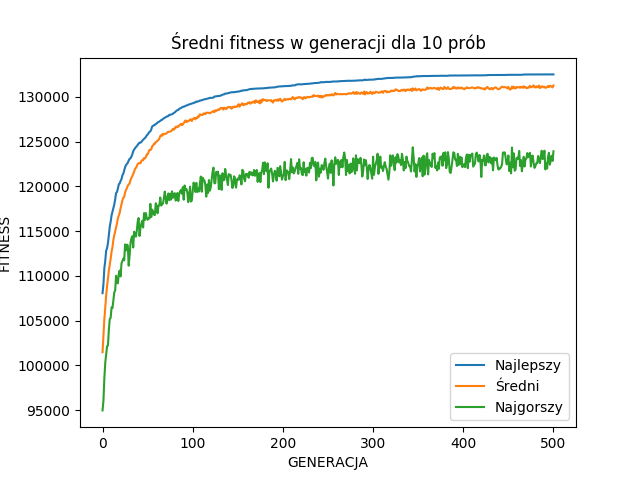 Średni fitness w generacji dla 10 prób
FITNESS
130000
125000
120000
115000
110000
105000
100000
95000
0 100 200 300 400 500
GENERACJA
Najlepszy
Średni
Najgorszy